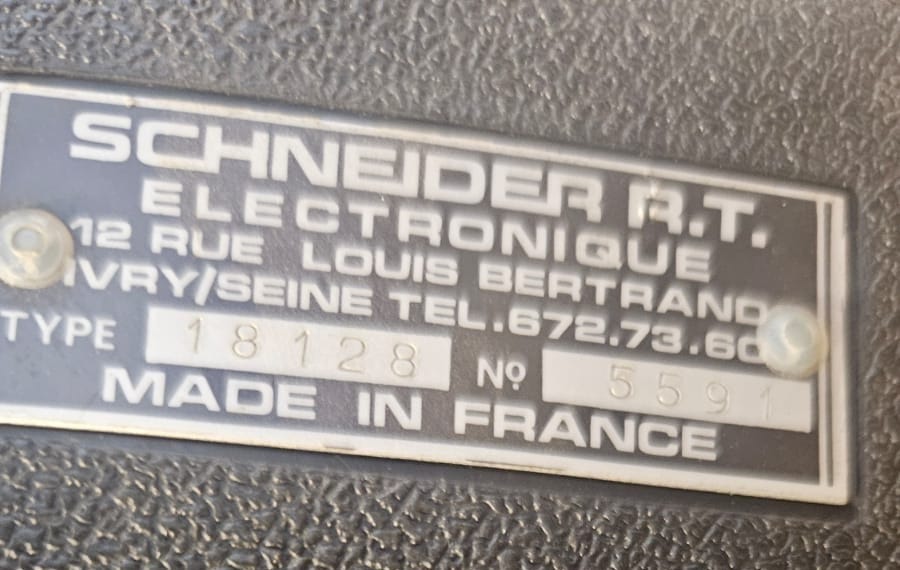 SCHNEIDER R.T.
ELECTRONIQUE
12 RUE LOUIS BERTRAND
IVRY/SEINE TEL.672.73.60
TYPE 18128 Nº 5591
MADE IN FRANCE